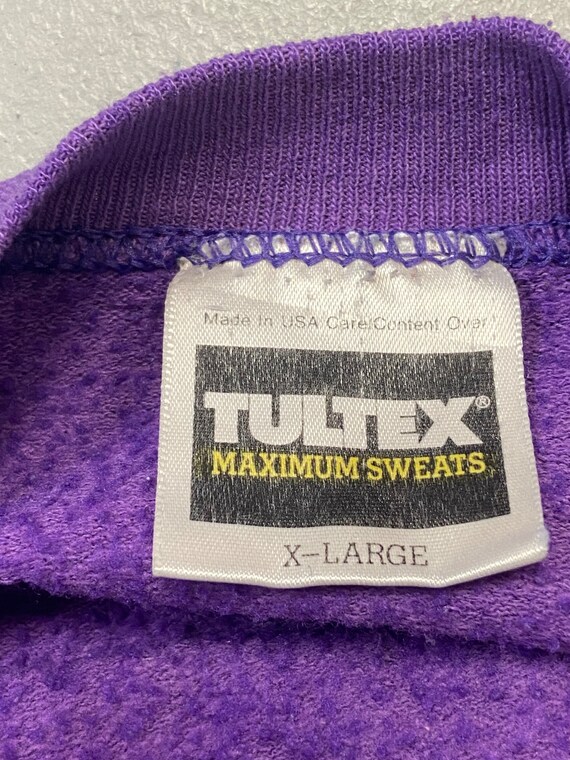 Made In USA Care/Content Over
TULTEX®
MAXIMUM SWEATS
X-LARGE